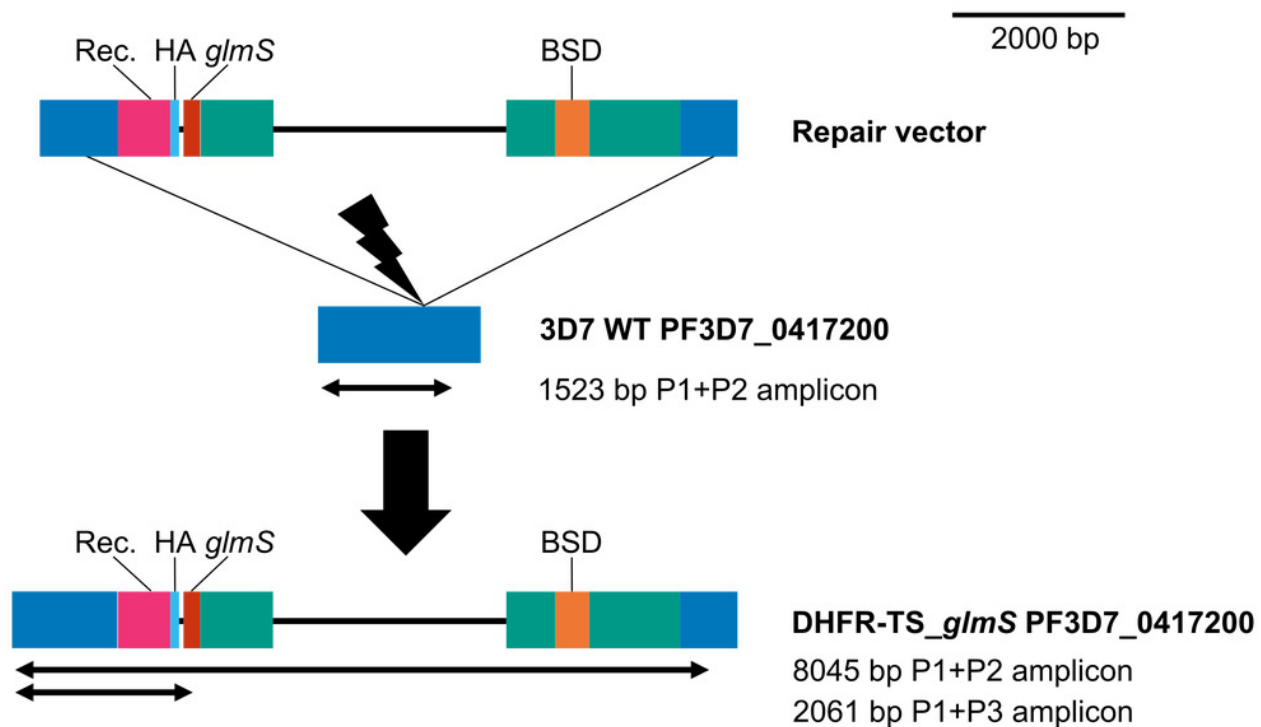 2000 bp
Rec. HA glmS BSD
Repair vector
3D7 WT PF3D7_0417200
1523 bp P1+P2 amplicon
Rec. HA glmS BSD
DHFR-TS_glmS PF3D7_0417200
8045 bp P1+P2 amplicon
2061 bp P1+P3 amplicon